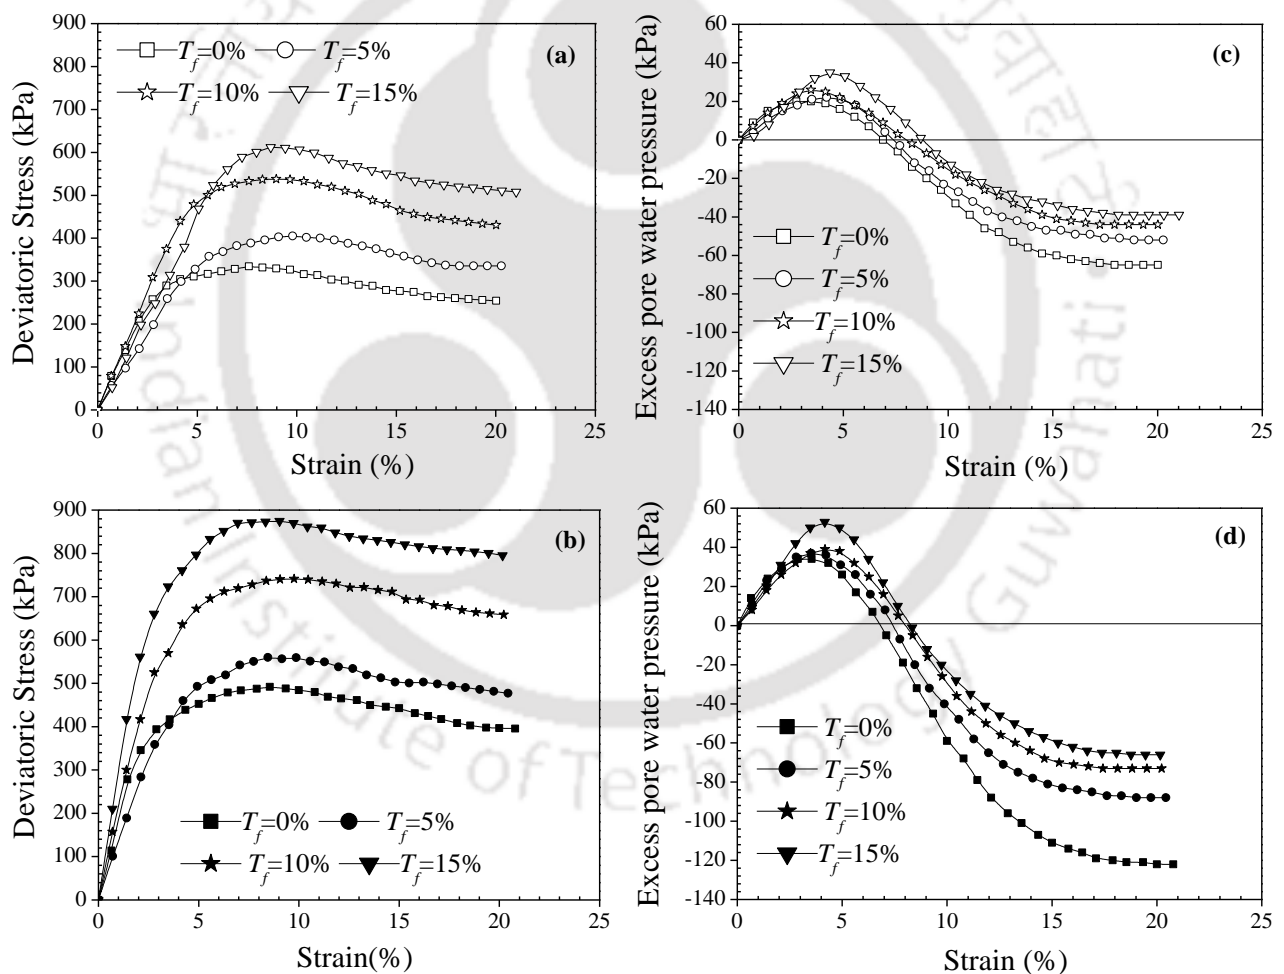 900
800
700
600
500
400
300
200
100
0
Deviatoric Stress (kPa)
T_f=0% T_f=5%
T_f=10% T_f=15%
(a)
0 5 10 15 20 25
Strain (%)
60
40
20
0
-20
-40
-60
-80
-100
-120
-140
Excess pore water pressure (kPa)
(c)
T_f=0%
T_f=5%
T_f=10%
T_f=15%
0 5 10 15 20 25
Strain (%)
900
800
700
600
500
400
300
200
100
0
Deviatoric Stress (kPa)
(b)
T_f=0% T_f=5%
T_f=10% T_f=15%
0 5 10 15 20 25
Strain(%)
60
40
20
0
-20
-40
-60
-80
-100
-120
-140
Excess pore water pressure (kPa)
(d)
T_f=0%
T_f=5%
T_f=10%
T_f=15%
0 5 10 15 20 25
Strain (%)
Indian Institute of Technology Guwahati